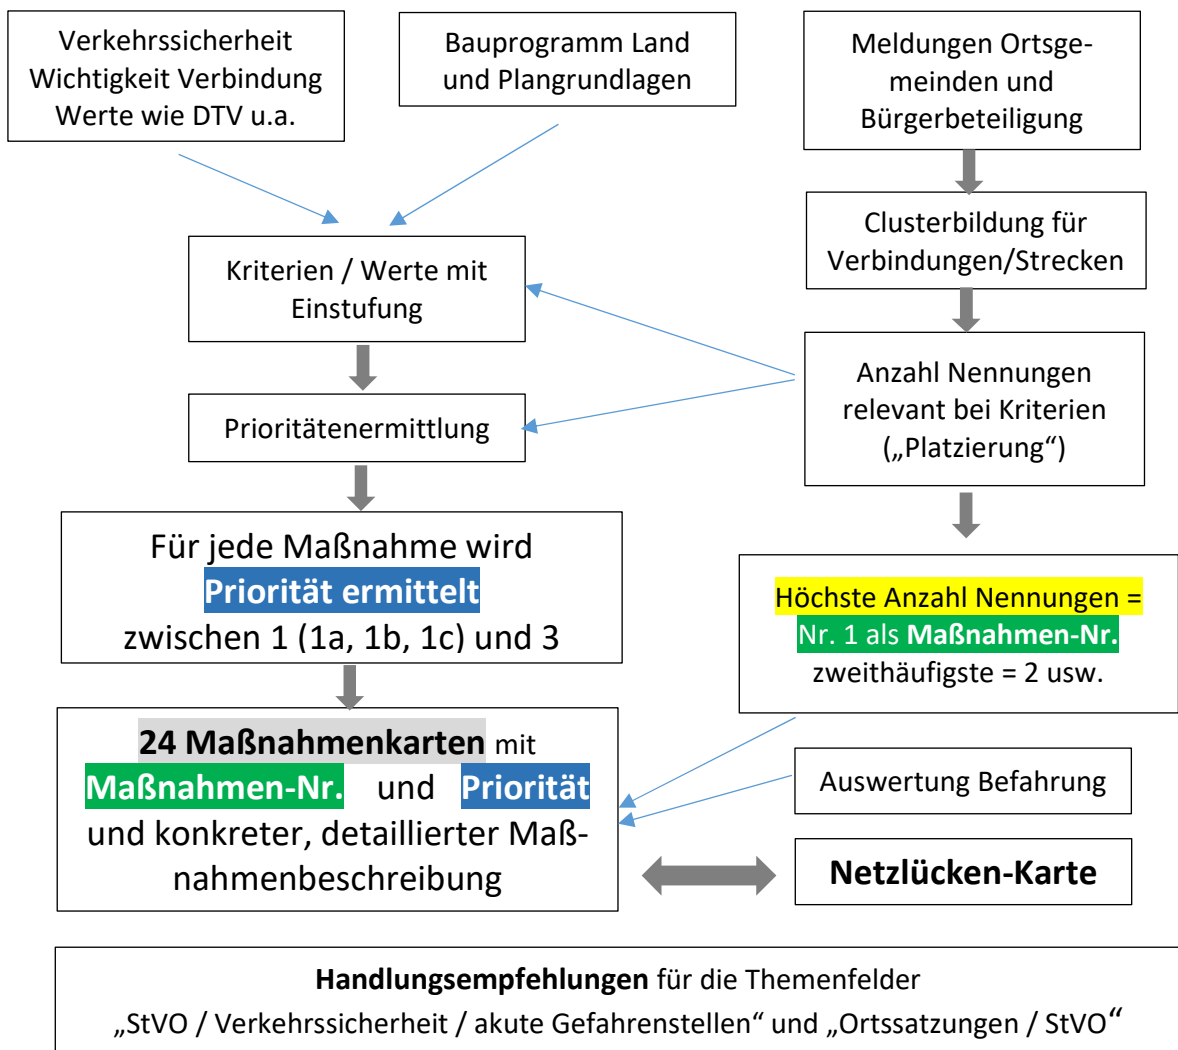 Verkehrssicherheit
Wichtigkeit Verbindung
Werte wie DTV u.a.
Bauprogramm Land
und Plangrundlagen
Meldungen Ortsge-
meinden und
Bürgerbeteiligung
Clusterbildung für
Verbindungen/Strecken
Kriterien / Werte mit
Einstufung
Anzahl Nennungen
relevant bei Kriterien
(„Platzierung“)
Prioritätenermittlung
Für jede Maßnahme wird
Priorität ermittelt
zwischen 1 (1a, 1b, 1c) und 3
Höchste Anzahl Nennungen =
Nr. 1 als Maßnahmen-Nr.
zweithäufigste = 2 usw.
24 Maßnahmenkarten mit
Maßnahmen-Nr. und Priorität
und konkreter, detaillierter Maß-
nahmenbeschreibung
Auswertung Befahrung
Netzlücken-Karte
Handlungsempfehlungen für die Themenfelder
„StVO / Verkehrssicherheit / akute Gefahrenstellen“ und „Ortssatzungen / StVO“